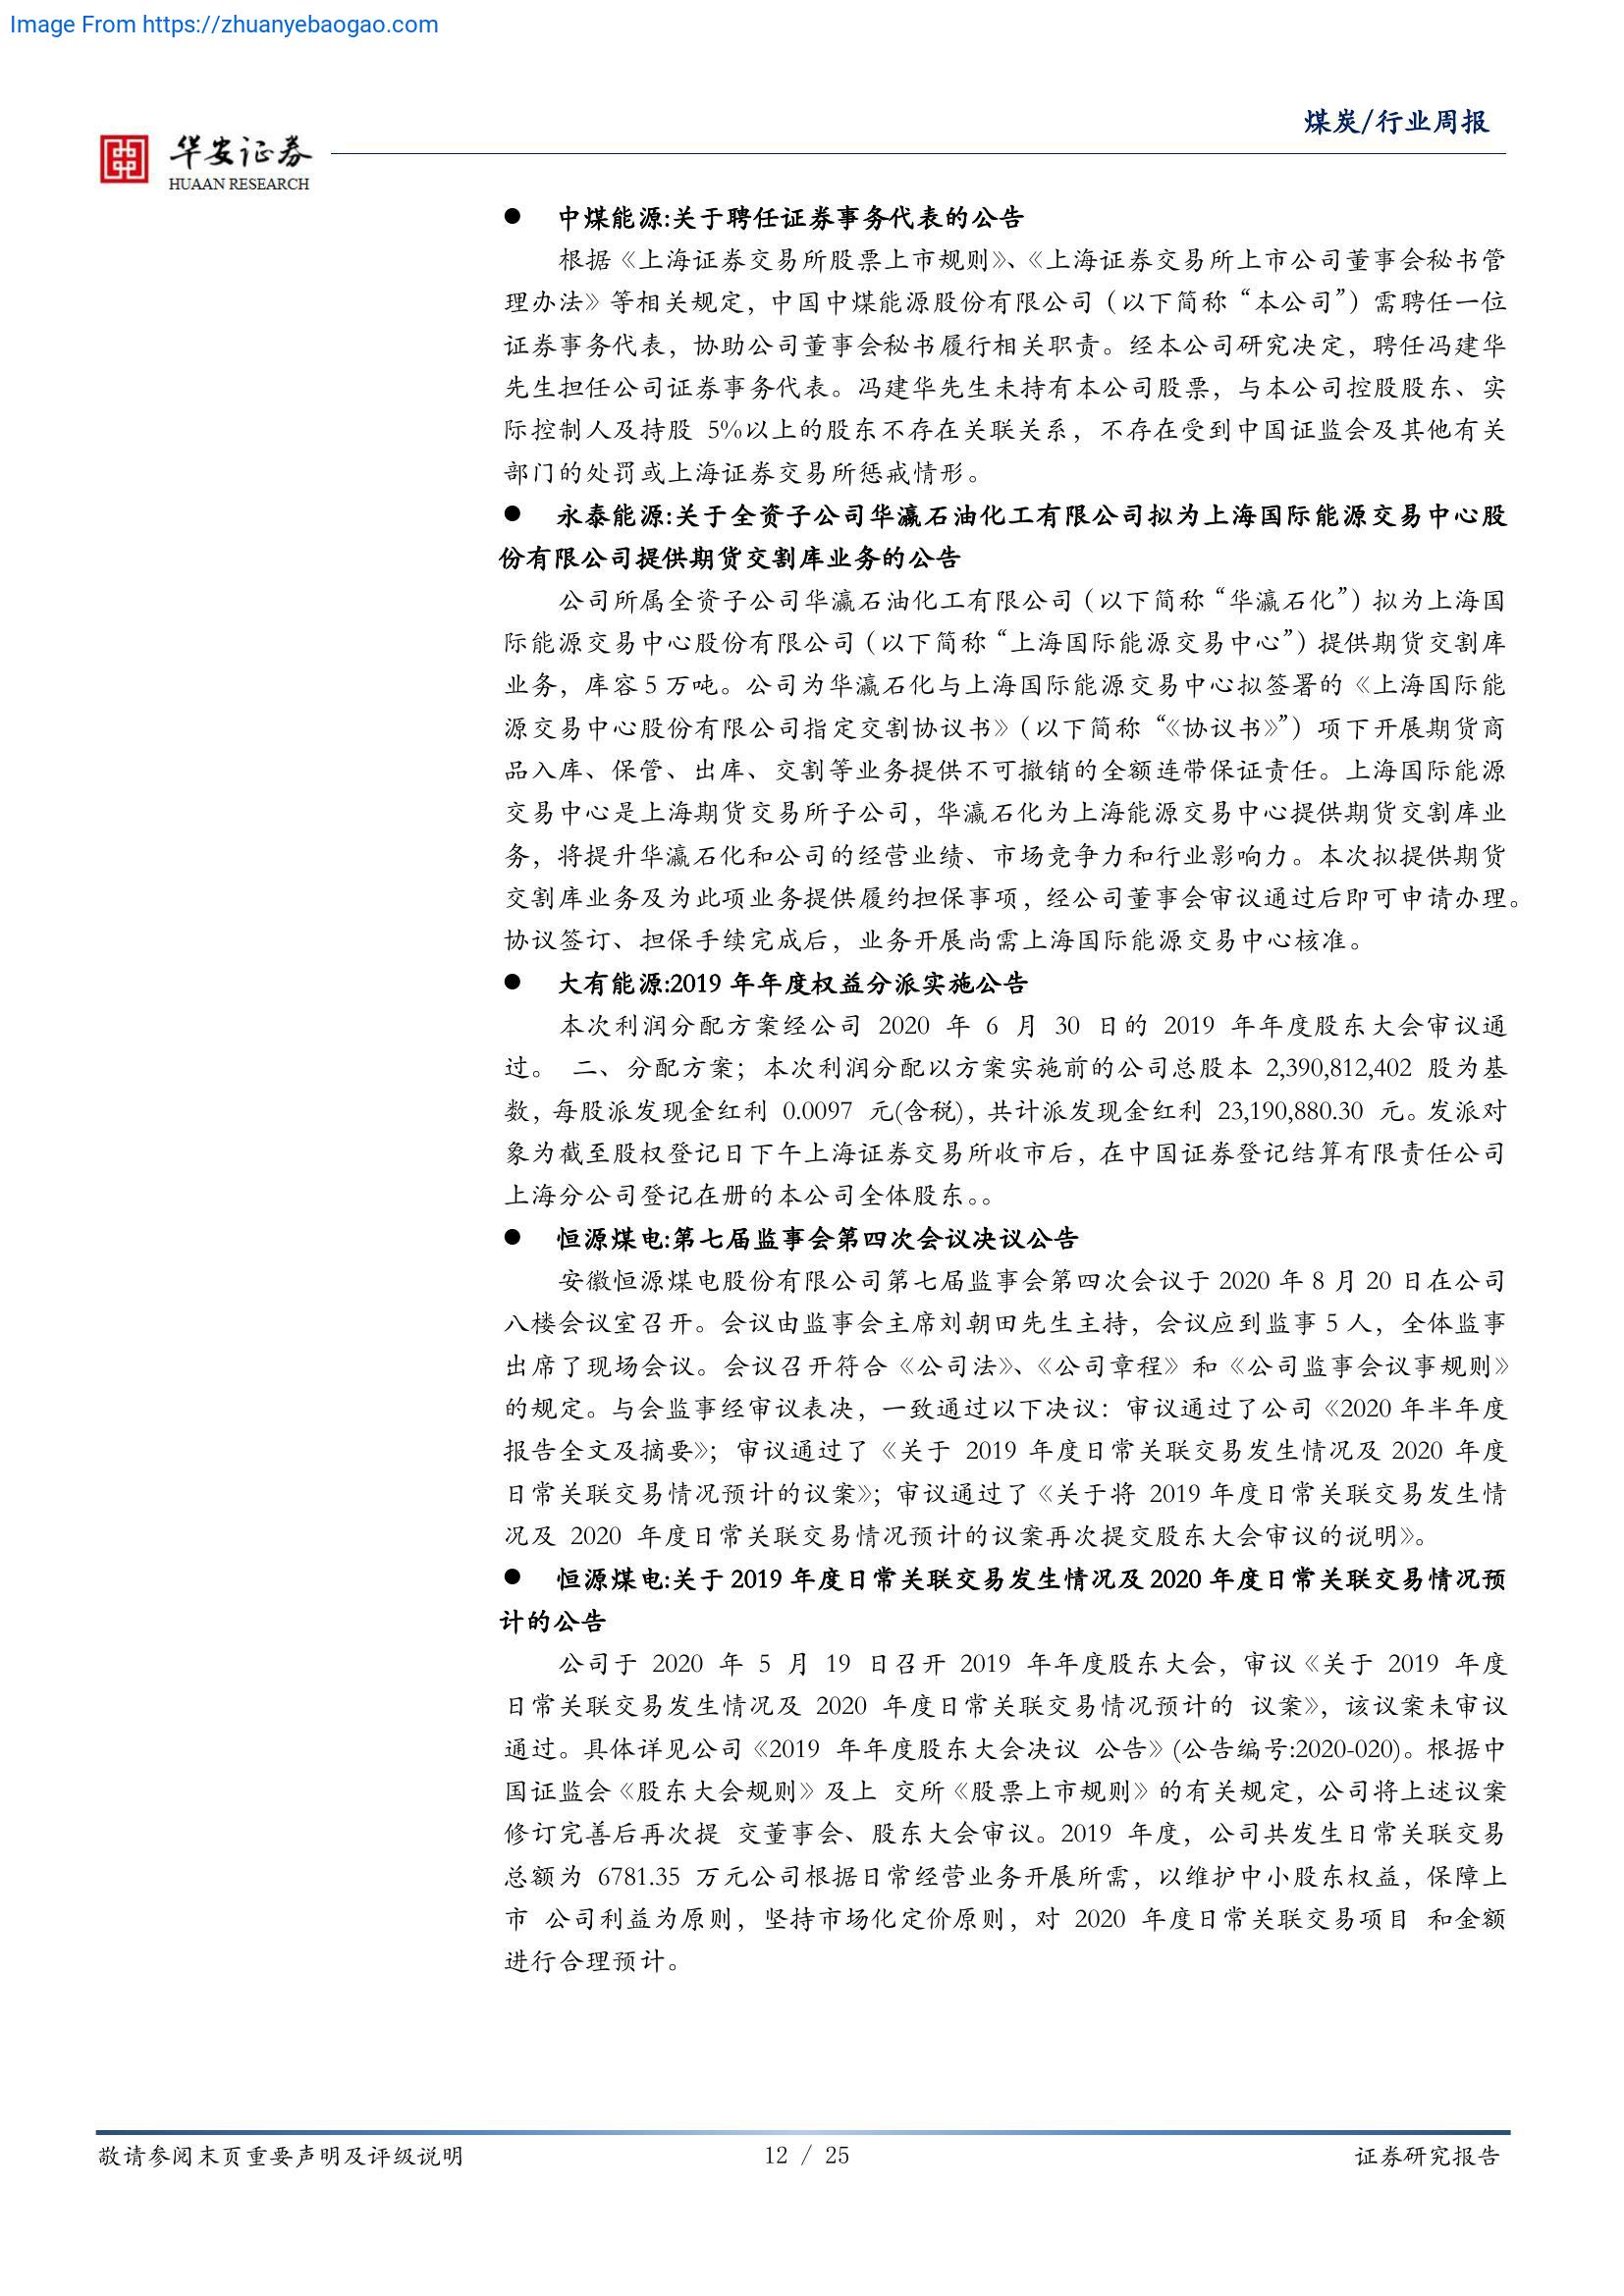 Image From https://zhuanyebaogao.com
煤炭/行业周报
华安证券
HUAAN RESEARCH
● 中煤能源:关于聘任证券事务代表的公告
根据《上海证券交易所股票上市规则》、《上海证券交易所上市公司董事会秘书管
理办法》等相关规定，中国中煤能源股份有限公司（以下简称“本公司”）需聘任一位
证券事务代表，协助公司董事会秘书履行相关职责。经本公司研究决定，聘任冯建华
先生担任公司证券事务代表。冯建华先生未持有本公司股票，与本公司控股股东、实
际控制人及持股 5%以上的股东不存在关联关系，不存在受到中国证监会及其他有关
部门的处罚或上海证券交易所惩戒情形。
● 永泰能源:关于全资子公司华瀛石油化工有限公司拟为上海国际能源交易中心股
份有限公司提供期货交割库业务的公告
公司所属全资子公司华瀛石油化工有限公司（以下简称“华瀛石化”）拟为上海国
际能源交易中心股份有限公司（以下简称“上海国际能源交易中心”）提供期货交割库
业务，库容 5 万吨。公司为华瀛石化与上海国际能源交易中心拟签署的《上海国际能
源交易中心股份有限公司指定交割协议书》（以下简称“《协议书》”）项下开展期货商
品入库、保管、出库、交割等业务提供不可撤销的全额连带保证责任。上海国际能源
交易中心是上海期货交易所子公司，华瀛石化为上海能源交易中心提供期货交割库业
务，将提升华瀛石化和公司的经营业绩、市场竞争力和行业影响力。本次拟提供期货
交割库业务及为此项业务提供履约担保事项，经公司董事会审议通过后即可申请办理。
协议签订、担保手续完成后，业务开展尚需上海国际能源交易中心核准。
● 大有能源:2019 年年度权益分派实施公告
本次利润分配方案经公司 2020 年 6 月 30 日的 2019 年年度股东大会审议通
过。 二、分配方案；本次利润分配以方案实施前的公司总股本 2,390,812,402 股为基
数，每股派发现金红利 0.0097 元(含税)，共计派发现金红利 23,190,880.30 元。发派对
象为截至股权登记日下午上海证券交易所收市后，在中国证券登记结算有限责任公司
上海分公司登记在册的本公司全体股东。。
● 恒源煤电:第七届监事会第四次会议决议公告
安徽恒源煤电股份有限公司第七届监事会第四次会议于 2020 年 8 月 20 日在公司
八楼会议室召开。会议由监事会主席刘朝田先生主持，会议应到监事 5 人，全体监事
出席了现场会议。会议召开符合《公司法》、《公司章程》和《公司监事会议事规则》
的规定。与会监事经审议表决，一致通过以下决议：审议通过了公司《2020 年半年度
报告全文及摘要》；审议通过了《关于 2019 年度日常关联交易发生情况及 2020 年度
日常关联交易情况预计的议案》；审议通过了《关于将 2019 年度日常关联交易发生情
况及 2020 年度日常关联交易情况预计的议案再次提交股东大会审议的说明》。
● 恒源煤电:关于 2019 年度日常关联交易发生情况及 2020 年度日常关联交易情况预
计的公告
公司于 2020 年 5 月 19 日召开 2019 年年度股东大会，审议《关于 2019 年度
日常关联交易发生情况及 2020 年度日常关联交易情况预计的 议案》，该议案未审议
通过。具体详见公司《2019 年年度股东大会决议 公告》(公告编号:2020-020)。根据中
国证监会《股东大会规则》及上 交所《股票上市规则》的有关规定，公司将上述议案
修订完善后再次提 交董事会、股东大会审议。2019 年度，公司共发生日常关联交易
总额为 6781.35 万元公司根据日常经营业务开展所需，以维护中小股东权益，保障上
市 公司利益为原则，坚持市场化定价原则，对 2020 年度日常关联交易项目 和金额
进行合理预计。
敬请参阅末页重要声明及评级说明
12 / 25
证券研究报告